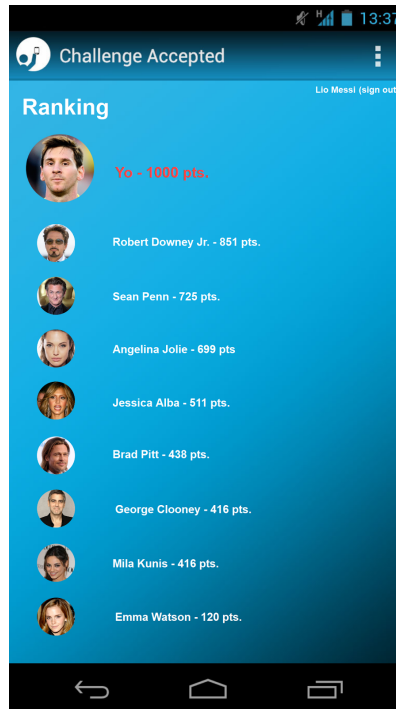 H 13:37
Challenge Accepted
Lio Messi (sign out
Ranking
Yo - 1000 pts.
Robert Downey Jr. - 851 pts.
Sean Penn - 725 pts.
Angelina Jolie - 699 pts
Jessica Alba - 511 pts.
Brad Pitt - 438 pts.
George Clooney - 416 pts.
Mila Kunis - 416 pts.
Emma Watson - 120 pts.